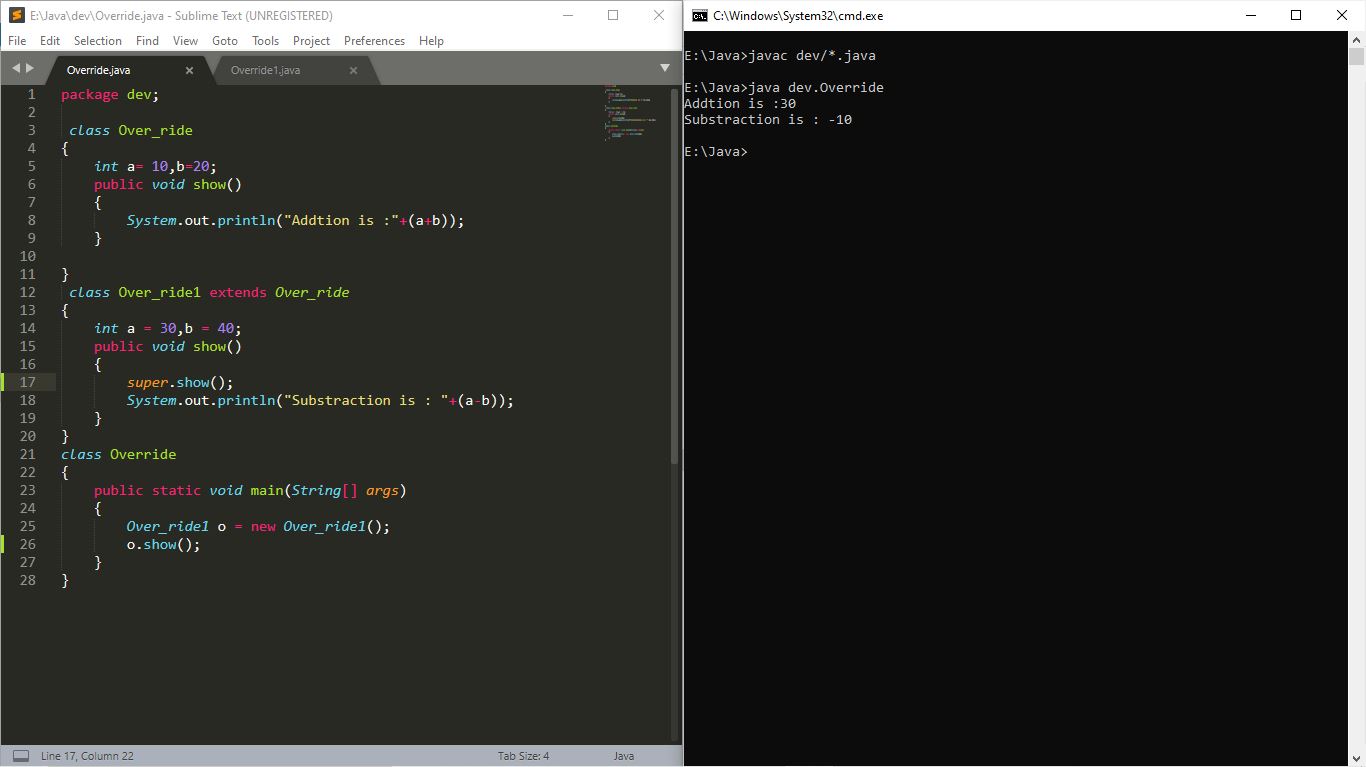 E:\Java\dev\Override.java - Sublime Text (UNREGISTERED)
File Edit Selection Find View Goto Tools Project Preferences Help
Override.java × Override1.java ×
1 package dev;
2
3 class Over_ride
4 {
5 int a= 10,b=20;
6 public void show()
7 {
8 System.out.println("Addtion is :"+(a+b));
9 }
10
11 }
12 class Over_ride1 extends Over_ride
13 {
14 int a = 30,b = 40;
15 public void show()
16 {
17 super.show();
18 System.out.println("Substraction is : "+(a-b));
19 }
20 }
21 class Override
22 {
23 public static void main(String[] args)
24 {
25 Over_ride1 o = new Over_ride1();
26 o.show();
27 }
28 }
Line 17, Column 22 Tab Size: 4 Java
C:\Windows\System32\cmd.exe
E:\Java>javac dev/*.java
E:\Java>java dev.Override
Addtion is :30
Substraction is : -10
E:\Java>